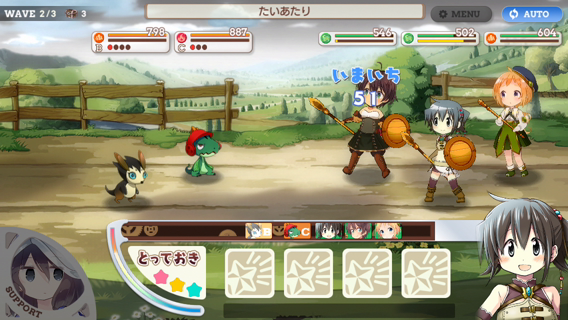 WAVE 2/3
3
たいあたり
MENU
AUTO
798
B
887
C
546
502
604
いまいち
51
B
C
とっておき
SUPPORT